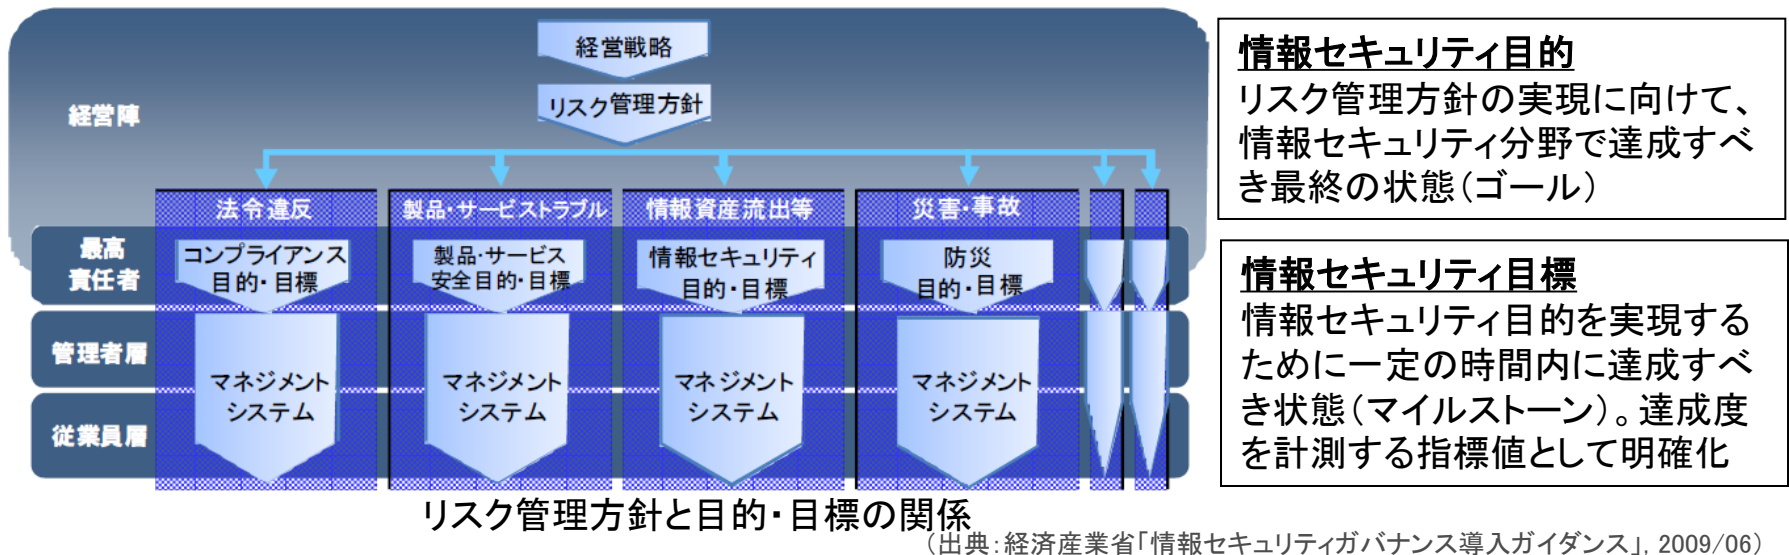 経営戦略
リスク管理方針
経営陣
法令違反
製品・サービストラブル
情報資産流出等
災害・事故
最高
責任者
コンプライアンス
目的・目標
製品・サービス
安全目的・目標
情報セキュリティ
目的・目標
防災
目的・目標
管理者層
マネジメント
システム
マネジメント
システム
マネジメント
システム
マネジメント
システム
従業員層
リスク管理方針と目的・目標の関係
情報セキュリティ目的
リスク管理方針の実現に向けて、
情報セキュリティ分野で達成すべ
き最終の状態(ゴール)
情報セキュリティ目標
情報セキュリティ目的を実現する
ために一定の時間内に達成すべ
き状態(マイルストーン)。達成度
を計測する指標値として明確化
(出典:経済産業省「情報セキュリティガバナンス導入ガイダンス」, 2009/06)